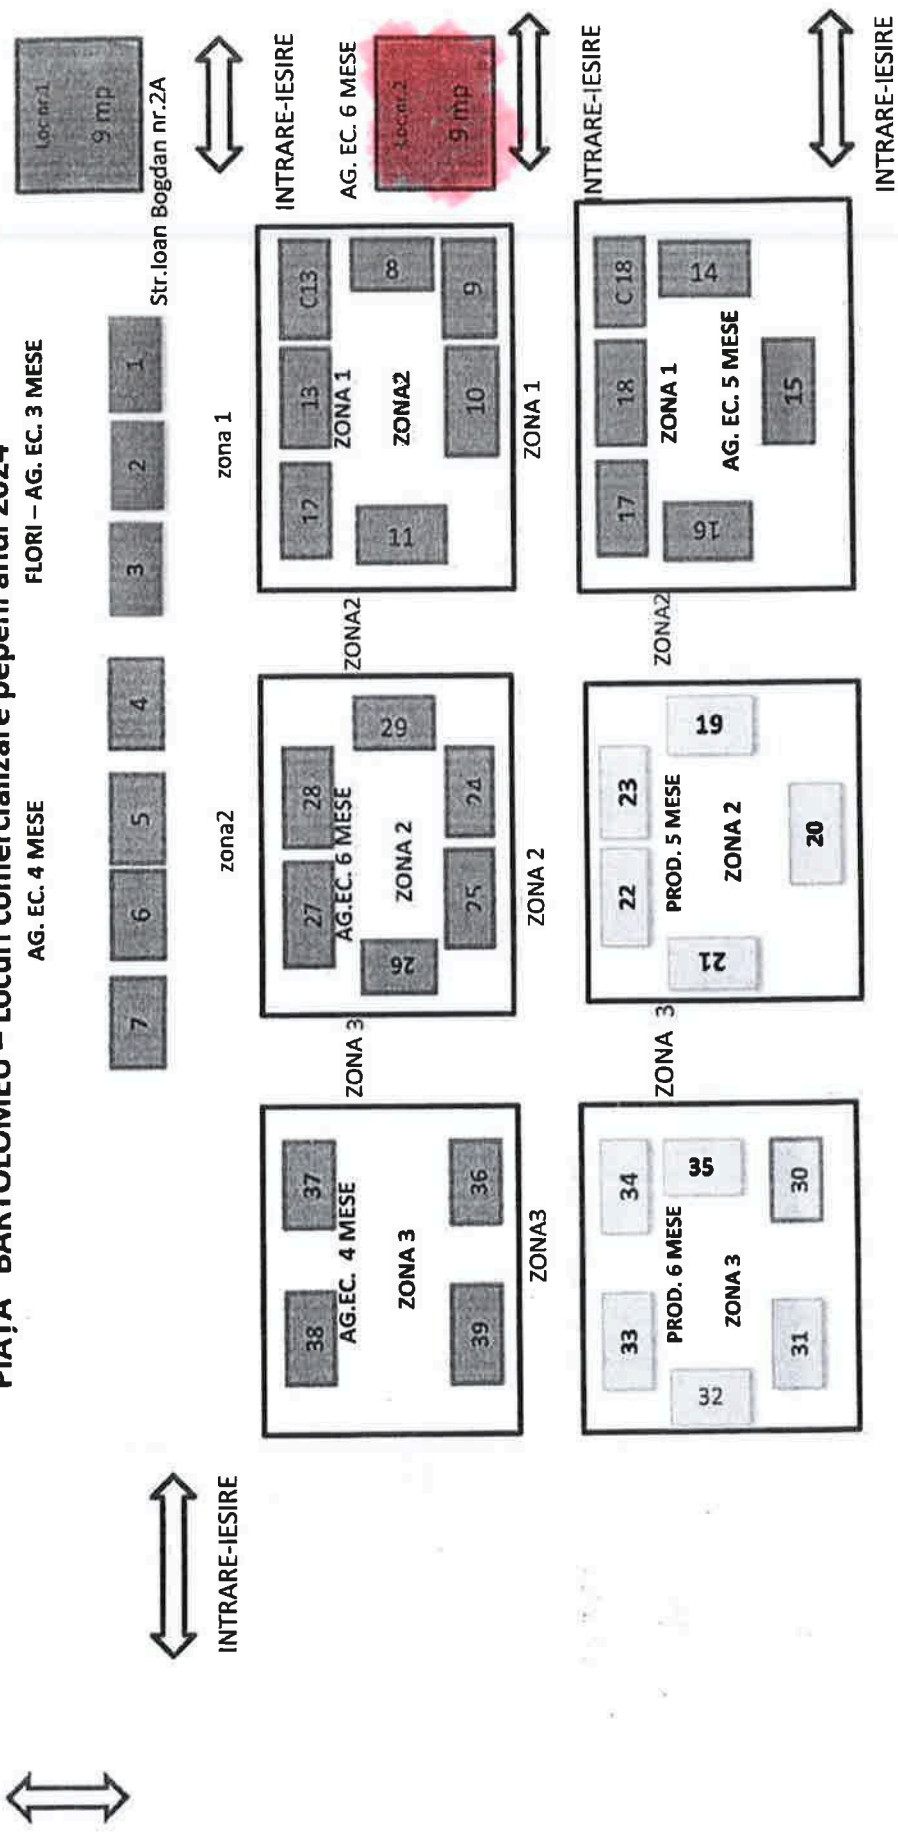 PIAȚA BARTOLOMEU – Locuri comercializare pepeni anul 2024
AG. EC. 4 MESE
FLORI – AG. EC. 3 MESE
Loc nr.1
9 mp
7
6
5
4
3
2
1
Str.Ioan Bogdan nr.2A
INTRARE-IESIRE
zona2
zona 1
INTRARE-IESIRE
38
37
AG.EC. 4 MESE
ZONA 3
39
36
ZONA 3
27
28
AG.EC. 6 MESE
26
ZONA 2
29
25
24
ZONA2
12
13
C13
ZONA 1
11
ZONA2
8
10
9
AG. EC. 6 MESE
Loc nr.2
9 mp
ZONA3
ZONA 2
ZONA 1
INTRARE-IESIRE
33
34
PROD. 6 MESE
32
35
ZONA 3
31
30
ZONA 3
22
23
PROD. 5 MESE
21
19
ZONA 2
20
ZONA2
17
18
C 18
ZONA 1
16
14
AG. EC. 5 MESE
15
INTRARE-IESIRE